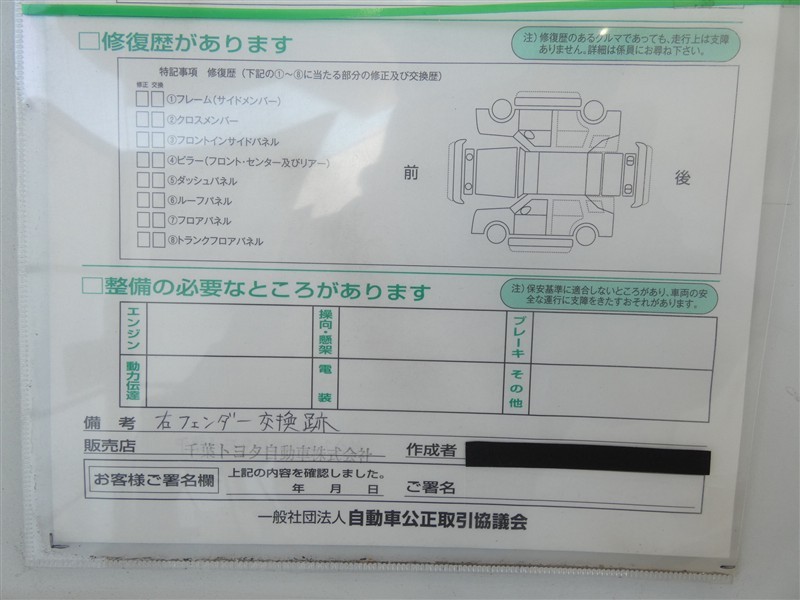 □修復歴があります
注）修復歴のあるクルマであっても、走行上は支障
ありません。詳細は係員にお尋ね下さい。
特記事項 修復歴（下記の①～⑧に当たる部分の修正及び交換歴）
修正 交換
①フレーム（サイドメンバー）
②クロスメンバー
③フロントインサイドパネル
④ピラー（フロント・センター及びリアー）
⑤ダッシュパネル
⑥ルーフパネル
⑦フロアパネル
⑧トランクフロアパネル
前
後
□整備の必要なところがあります
注）保安基準に適合しないところがあり、車両の安
全な運行に支障をきたすおそれがあります。
エンジン
操向・懸架
ブレーキ
動力伝達
電装
その他
備考 右フェンダー交換跡
販売店 千葉トヨタ自動車株式会社 作成者
お客様ご署名欄 上記の内容を確認しました。
年 月 日 ご署名
一般社団法人 自動車公正取引協議会